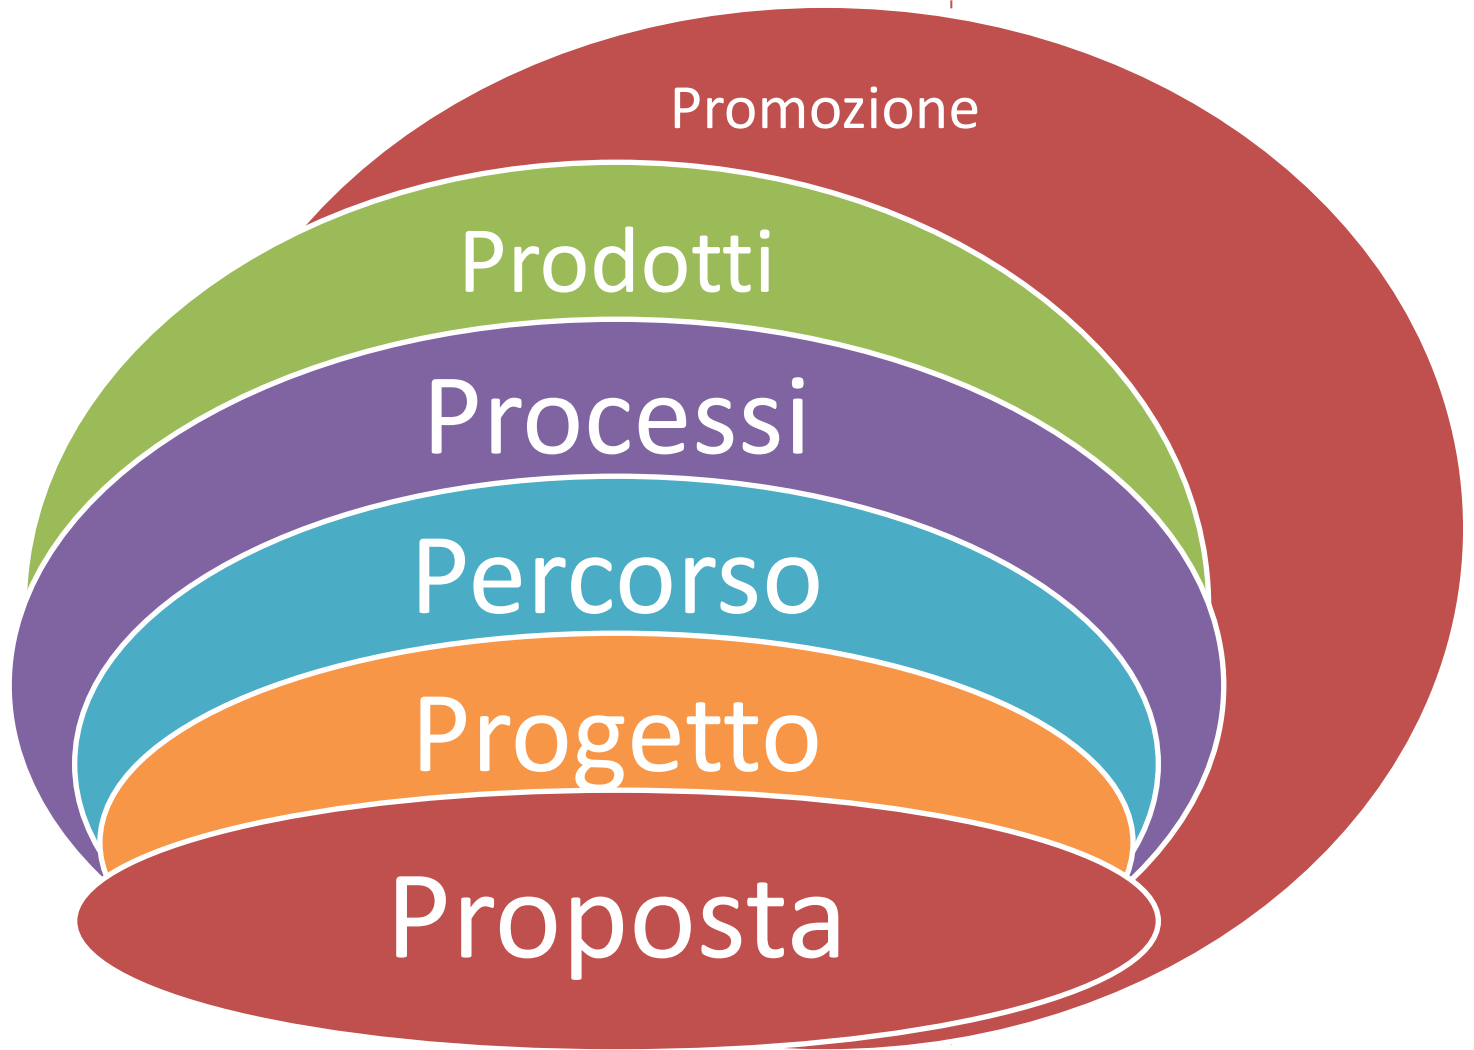 Promozione
Prodotti
Processi
Percorso
Progetto
Proposta